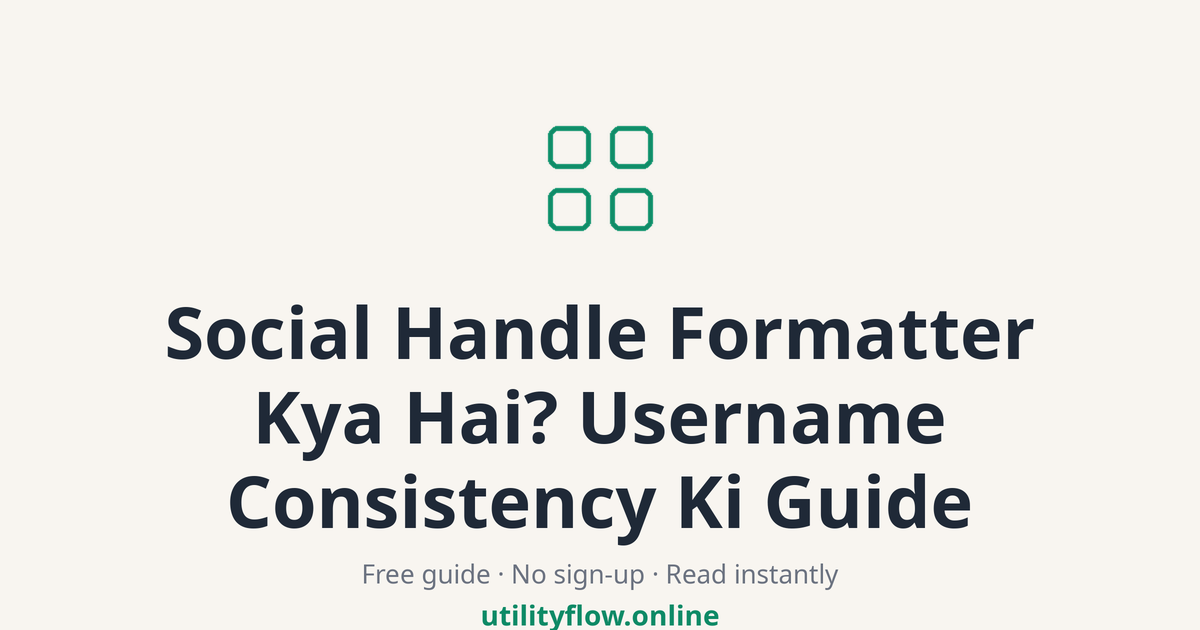 Social Handle Formatter
Kya Hai? Username
Consistency Ki Guide
Free guide · No sign-up · Read instantly
utilityflow.online